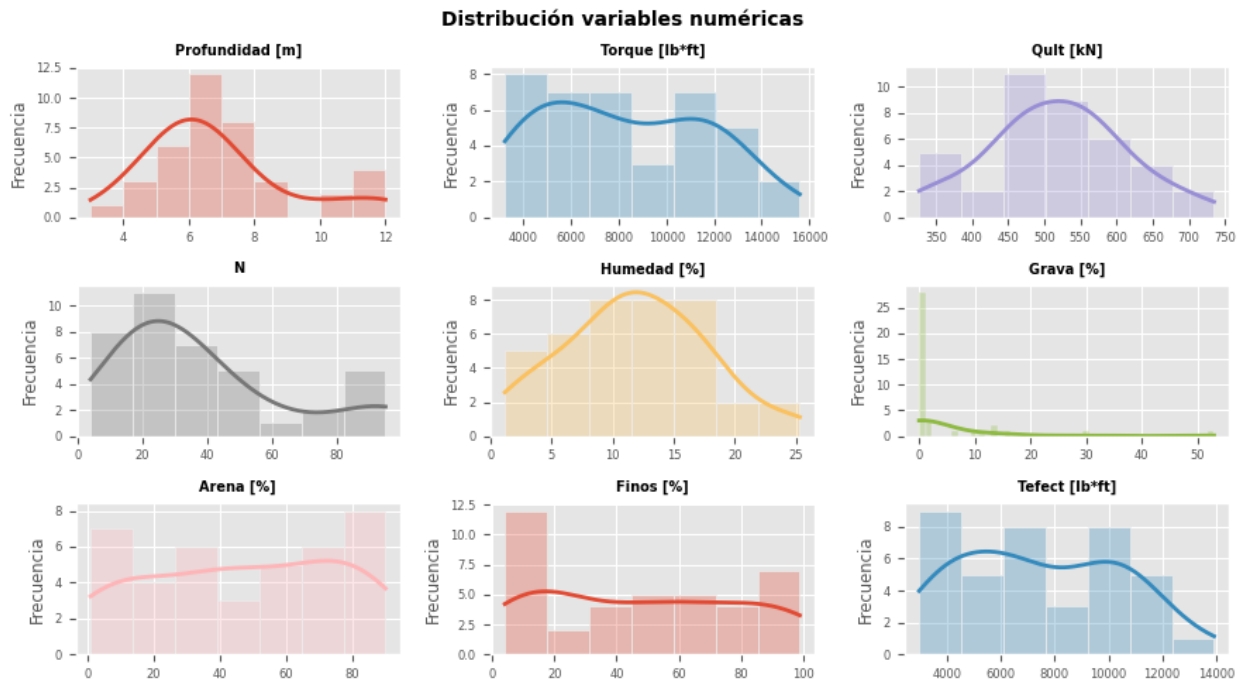 Distribución variables numéricas
Profundidad [m]
Frecuencia
12.5
10.0
7.5
5.0
2.5
0.0
4 6 8 10 12
Torque [lb*ft]
Frecuencia
8
6
4
2
0
4000 6000 8000 10000 12000 14000 16000
Qult [kN]
Frecuencia
10
8
6
4
2
0
350 400 450 500 550 600 650 700 750
N
Frecuencia
10
8
6
4
2
0
0 20 40 60 80
Humedad [%]
Frecuencia
8
6
4
2
0
0 5 10 15 20 25
Grava [%]
Frecuencia
25
20
15
10
5
0
0 10 20 30 40 50
Arena [%]
Frecuencia
8
6
4
2
0
0 20 40 60 80
Finos [%]
Frecuencia
12.5
10.0
7.5
5.0
2.5
0.0
0 20 40 60 80 100
Tefect [lb*ft]
Frecuencia
8
6
4
2
0
4000 6000 8000 10000 12000 14000